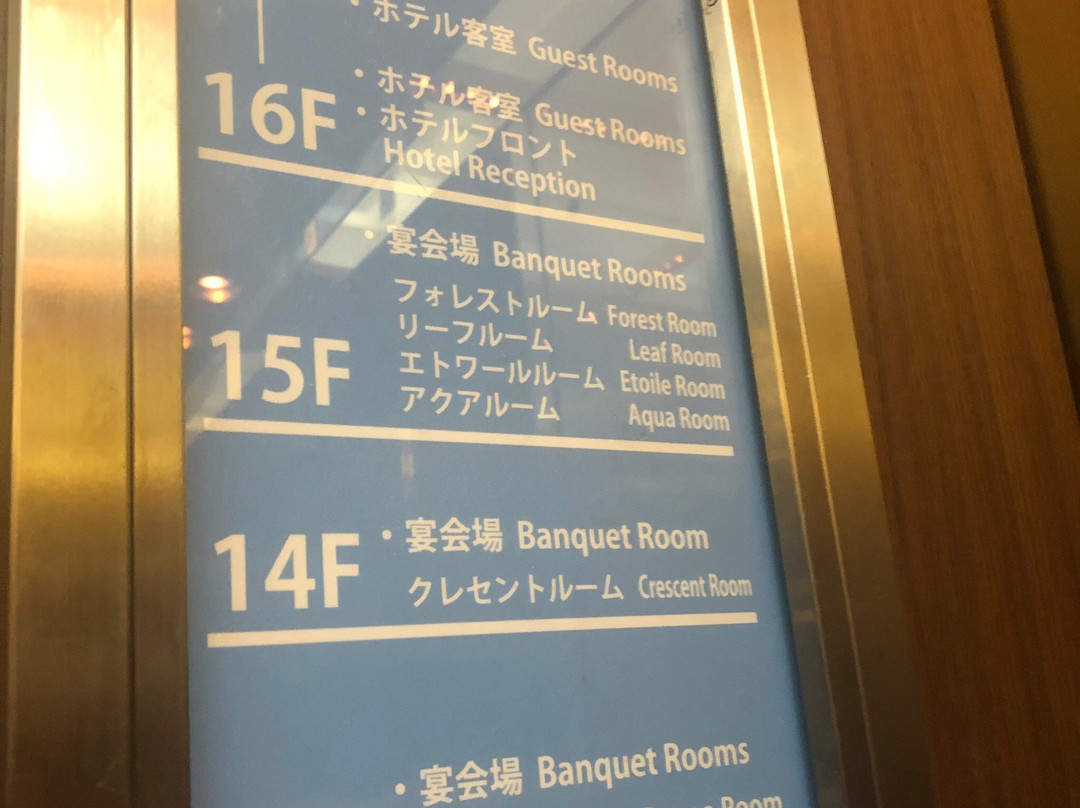 ・ホテル客室 Guest Rooms
16F
・ホテル客室 Guest Rooms
・ホテルフロント
Hotel Reception
・宴会場 Banquet Rooms
15F
フォレストルーム Forest Room
リーフルーム Leaf Room
エトワールルーム Etoile Room
アクアルーム Aqua Room
14F
・宴会場 Banquet Room
クレセントルーム Crescent Room
・宴会場 Banquet Rooms
Room